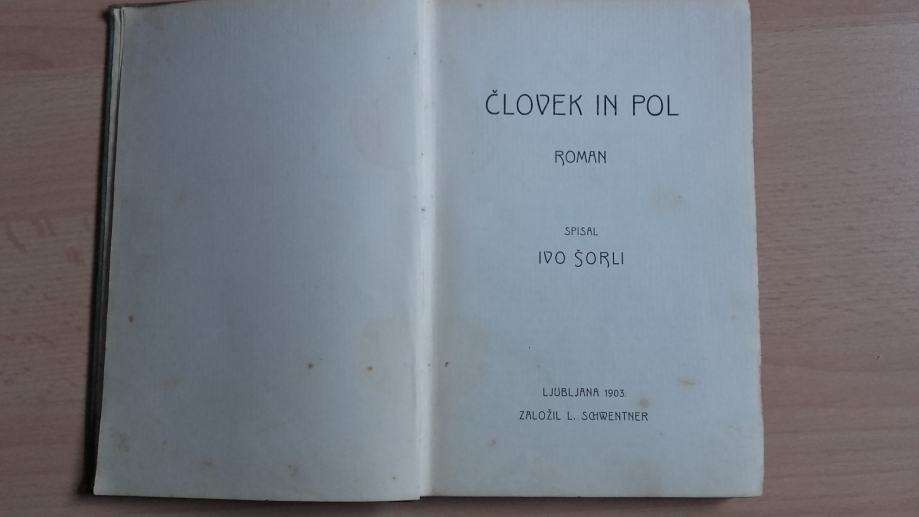 ČLOVEK IN POL
ROMAN
SPISAL
IVO ŠORLI
LJUBLJANA 1903.
ZALOŽIL L. SCHWENTNER